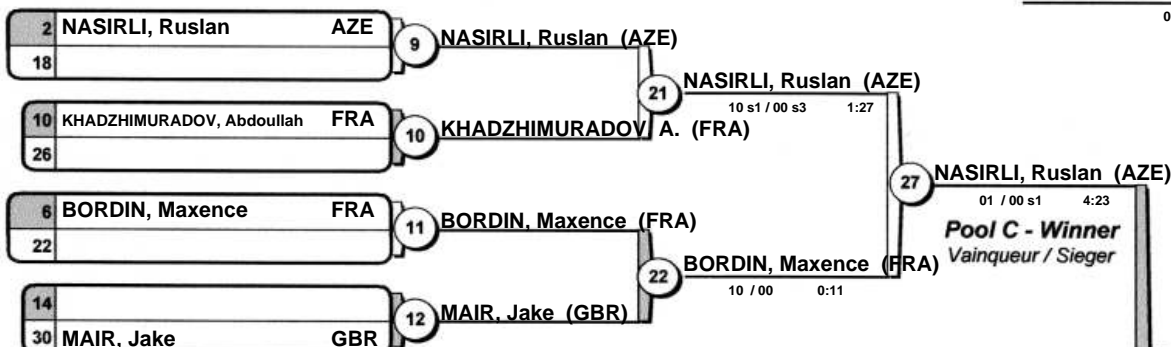 0
2 NASIRLI, Ruslan AZE
18
9 NASIRLI, Ruslan (AZE)
21 NASIRLI, Ruslan (AZE)
10 s1 / 00 s3 1:27
10 KHADZHIMURADOV, Abdoullah FRA
26
10 KHADZHIMURADOV, A. (FRA)
27 NASIRLI, Ruslan (AZE)
01 / 00 s1 4:23
Pool C - Winner
Vainqueur / Sieger
6 BORDIN, Maxence FRA
22
11 BORDIN, Maxence (FRA)
22 BORDIN, Maxence (FRA)
10 / 00 0:11
14
30 MAIR, Jake GBR
12 MAIR, Jake (GBR)